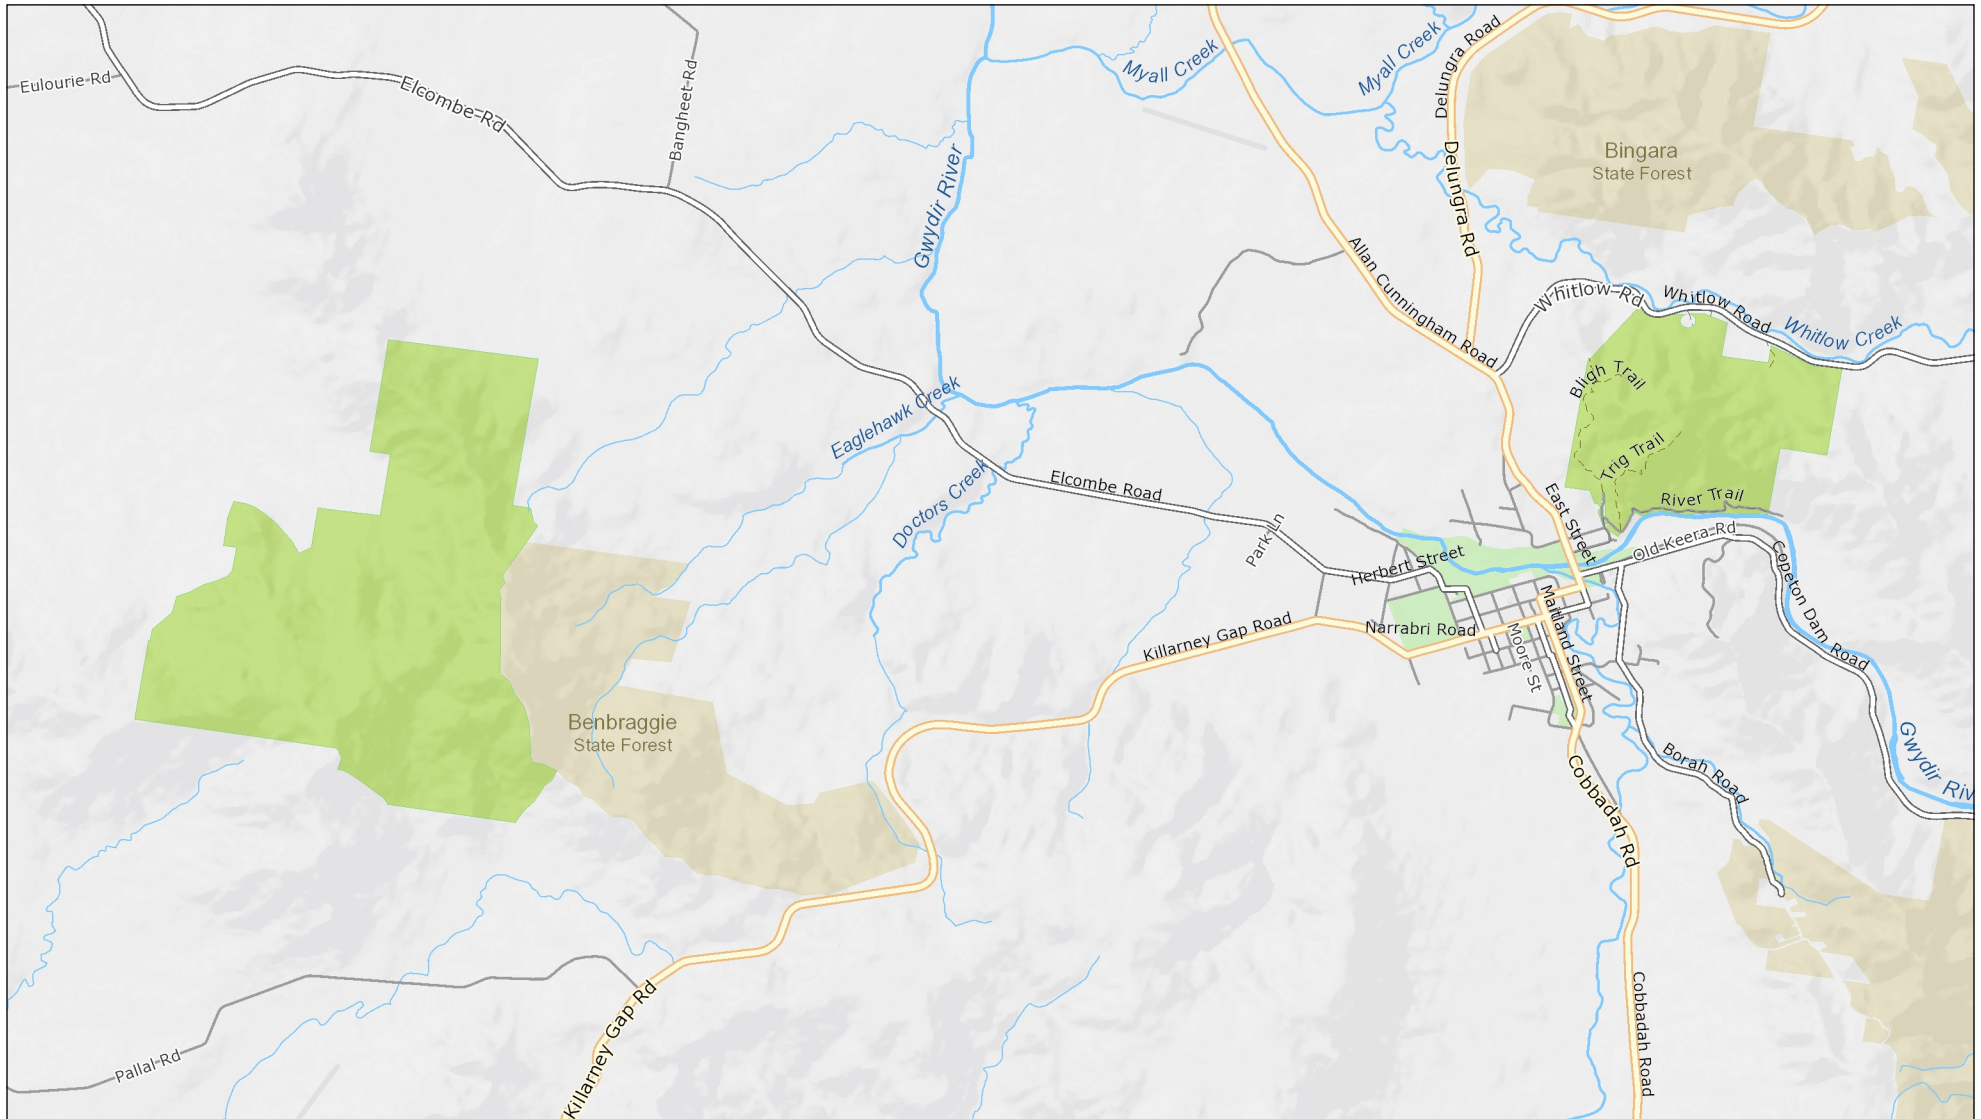 Eulourie Rd
Elcombe-Rd
Bangheet-Rd
Myall Creek
Myall Creek
Delungra Road
Delungra Rd
Bingara
State Forest
Gwydir River
Allan Cunningham Road
Whitlow-Rd
Whitlow Road
Whitlow Creek
Bligh Trail
Trig Trail
River Trail
Eaglehawk Creek
Doctors Creek
Elcombe Road
Park-Ln
East Street
Old-Keera-Rd
Herbert Street
Copeton Dam Road
Killarney Gap Road
Narrabri Road
Maitland Street
Moore St
Benbraggie
State Forest
Gwydir Riv
Borah Road
Cobbadah Rd
Cobbadah Road
Killarney Gap-Rd
Pallal-Rd